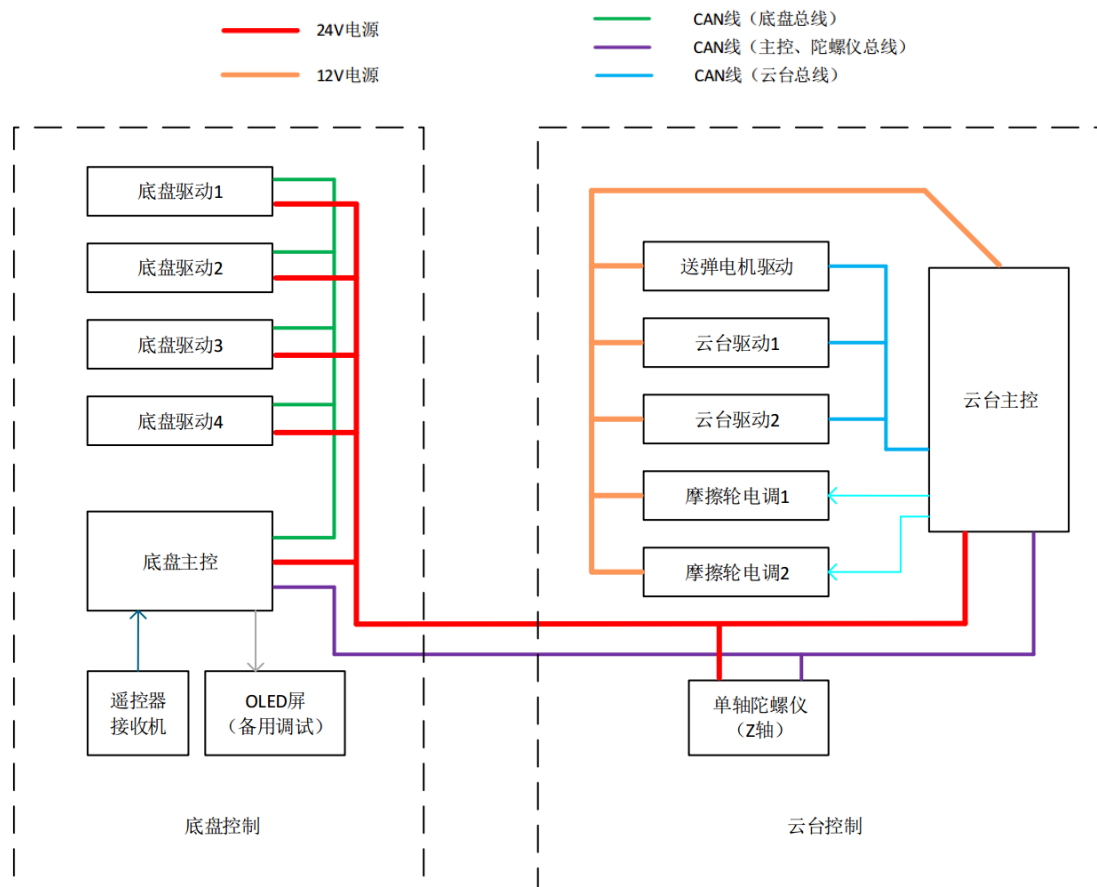 24V电源
CAN线（底盘总线）
CAN线（主控、陀螺仪总线）
12V电源
CAN线（云台总线）
底盘驱动1
底盘驱动2
底盘驱动3
底盘驱动4
底盘主控
遥控器
接收机
OLED屏
（备用调试）
底盘控制
送弹电机驱动
云台驱动1
云台驱动2
摩擦轮电调1
摩擦轮电调2
云台主控
单轴陀螺仪
（Z轴）
云台控制